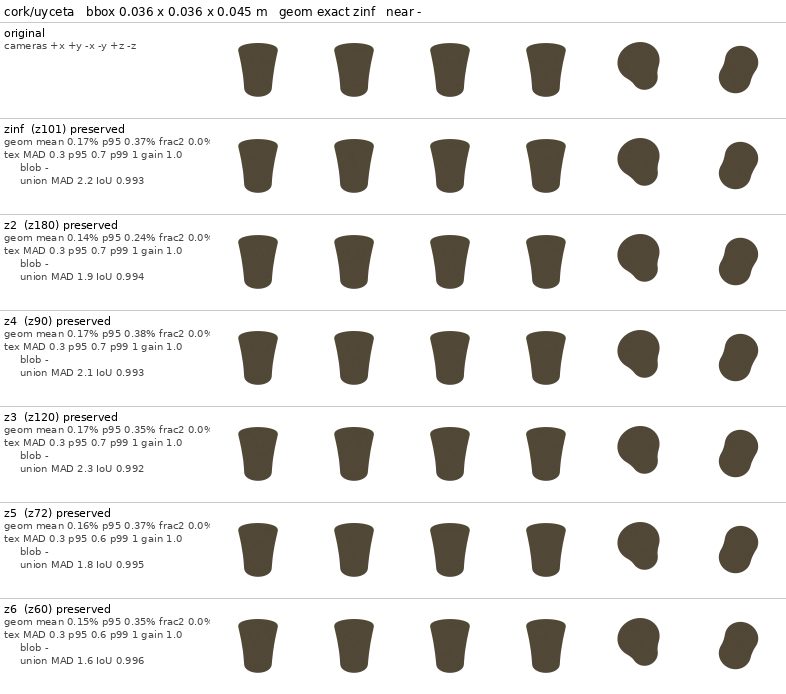 cork/uyceta   bbox 0.036 x 0.036 x 0.045 m   geom exact zinf   near -
original
cameras +x +y -x -y +z -z
zinf  (z101) preserved
geom mean 0.17% p95 0.37% frac2 0.0%
tex MAD 0.3 p95 0.7 p99 1 gain 1.0
blob -
union MAD 2.2 IoU 0.993
z2  (z180) preserved
geom mean 0.14% p95 0.24% frac2 0.0%
tex MAD 0.3 p95 0.7 p99 1 gain 1.0
blob -
union MAD 1.9 IoU 0.994
z4  (z90) preserved
geom mean 0.17% p95 0.38% frac2 0.0%
tex MAD 0.3 p95 0.7 p99 1 gain 1.0
blob -
union MAD 2.1 IoU 0.993
z3  (z120) preserved
geom mean 0.17% p95 0.35% frac2 0.0%
tex MAD 0.3 p95 0.7 p99 1 gain 1.0
blob -
union MAD 2.3 IoU 0.992
z5  (z72) preserved
geom mean 0.16% p95 0.37% frac2 0.0%
tex MAD 0.3 p95 0.6 p99 1 gain 1.0
blob -
union MAD 1.8 IoU 0.995
z6  (z60) preserved
geom mean 0.15% p95 0.35% frac2 0.0%
tex MAD 0.3 p95 0.6 p99 1 gain 1.0
blob -
union MAD 1.6 IoU 0.996